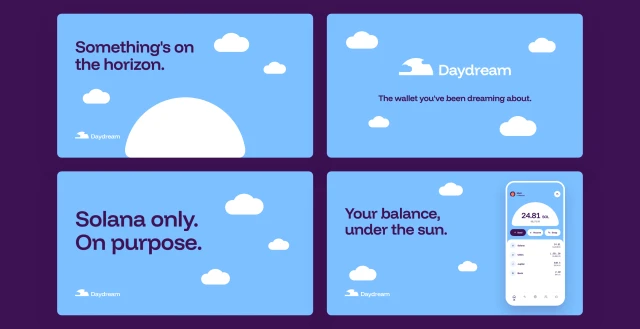 Something's on
the horizon.
Daydream
Daydream
The wallet you've been dreaming about.
Solana only.
On purpose.
Daydream
Your balance,
under the sun.
Daydream
24.81 SOL